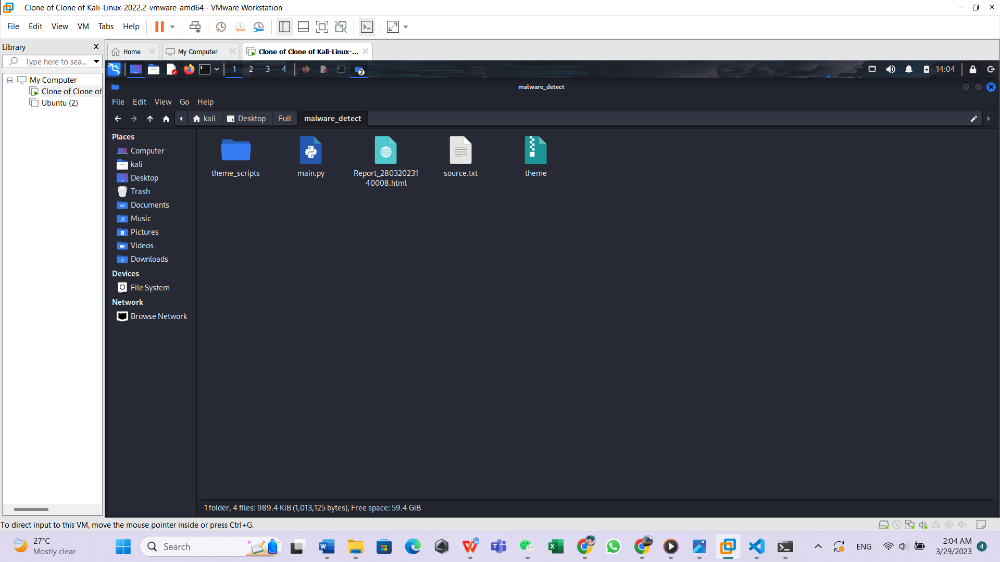 Clone of Clone of Kali-Linux-2022.2-vmware-amd64 - VMware Workstation
File Edit View VM Tabs Help
Library
Type here to sea...
My Computer
Clone of Clone of
Ubuntu (2)
Home
My Computer
Clone of Clone of Kali-Linux-...
1 2 3 4
2
14:04
malware_detect
File Edit View Go Help
kali
Desktop
Full
malware_detect
Places
Computer
kali
Desktop
Trash
Documents
Music
Pictures
Videos
Downloads
Devices
File System
Network
Browse Network
theme_scripts
main.py
Report_280320231
40008.html
source.txt
theme
1 folder, 4 files: 989.4 KiB (1,013,125 bytes), Free space: 59.4 GiB
To direct input to this VM, move the mouse pointer inside or press Ctrl+G.
27°C
Mostly clear
Search
ENG
2:04 AM
3/29/2023
4